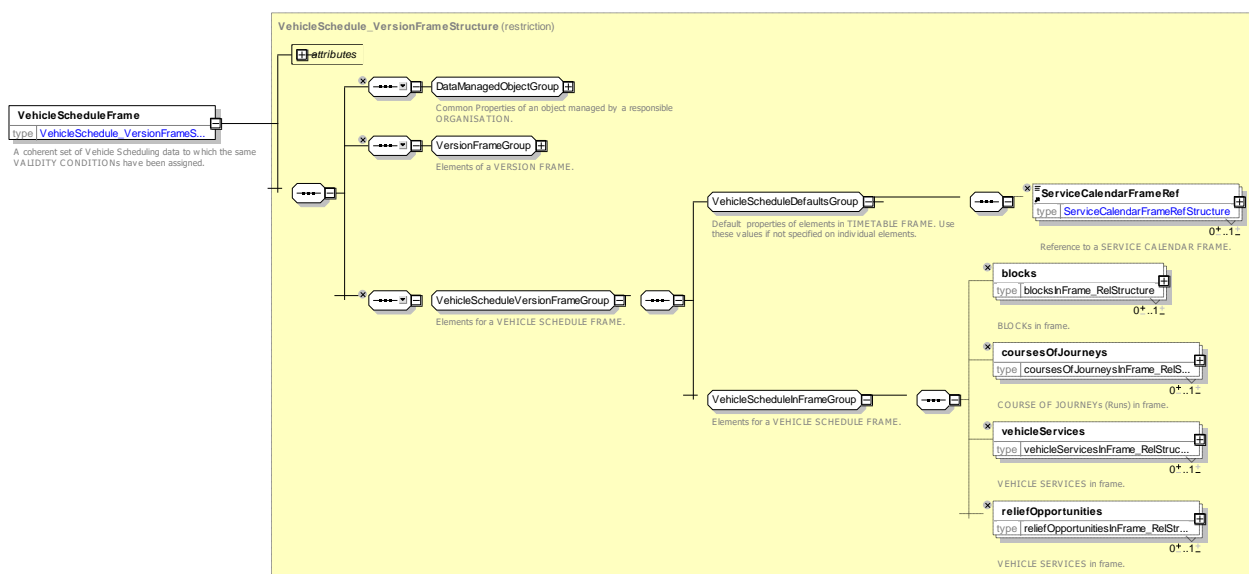 VehicleSchedule_VersionFrameStructure (restriction)
attributes
DataManagedObjectGroup
Common Properties of an object managed by a responsible
ORGANISATION.
VehicleScheduleFrame
type VehicleSchedule_VersionFrameS...
A coherent set of Vehicle Scheduling data to which the same
VALIDITY CONDITIONs have been assigned.
VersionFrameGroup
Elements of a VERSION FRAME.
VehicleScheduleDefaultsGroup
Default properties of elements in TIMETABLE FRAME. Use
these values if not specified on individual elements.
ServiceCalendarFrameRef
type ServiceCalendarFrameRefStructure
0..1
Reference to a SERVICE CALENDAR FRAME.
VehicleScheduleVersionFrameGroup
Elements for a VEHICLE SCHEDULE FRAME.
blocks
type blocksInFrame_RelStructure
0..1
BLOCKs in frame.
coursesOfJourneys
type coursesOfJourneysInFrame_RelS...
0..1
COURSE OF JOURNEYs (Runs) in frame.
VehicleScheduleInFrameGroup
Elements for a VEHICLE SCHEDULE FRAME.
vehicleServices
type vehicleServicesInFrame_RelStruc...
0..1
VEHICLE SERVICES in frame.
reliefOpportunities
type reliefOpportunitiesInFrame_RelStr...
0..1
VEHICLE SERVICES in frame.